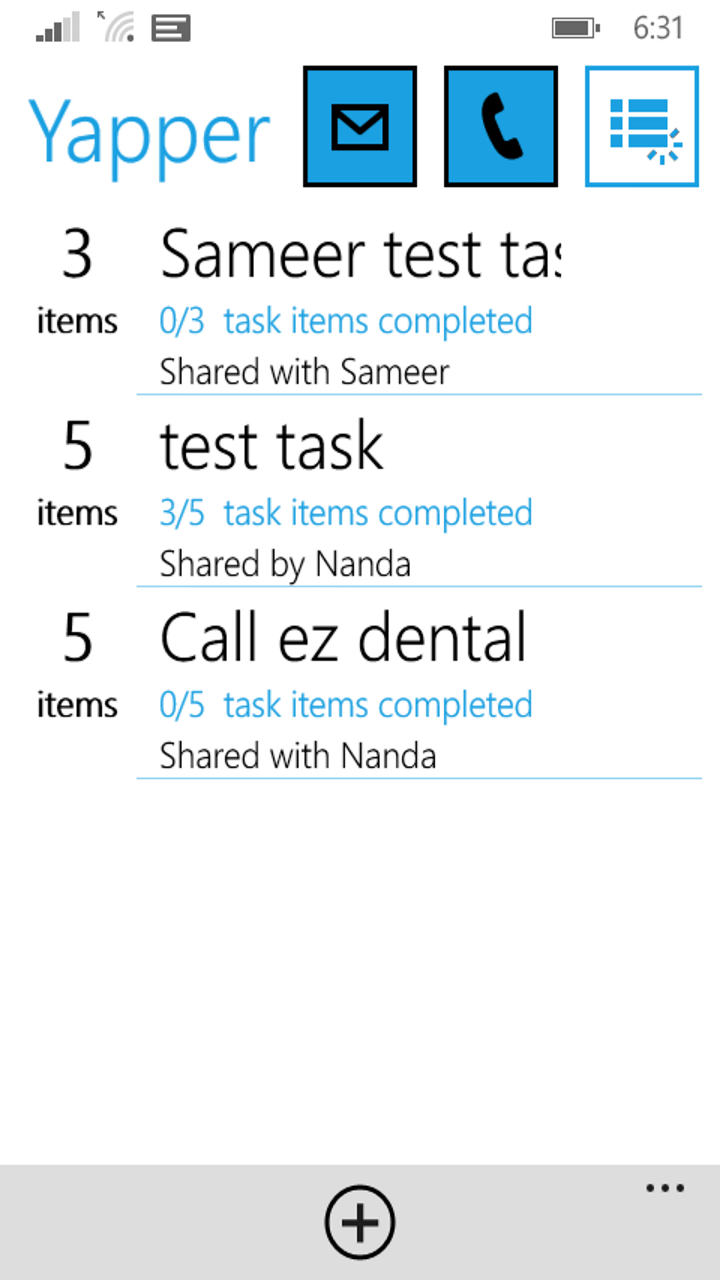 6:31
Yapper
3 Sameer test tas
items 0/3 task items completed
Shared with Sameer
5 test task
items 3/5 task items completed
Shared by Nanda
5 Call ez dental
items 0/5 task items completed
Shared with Nanda